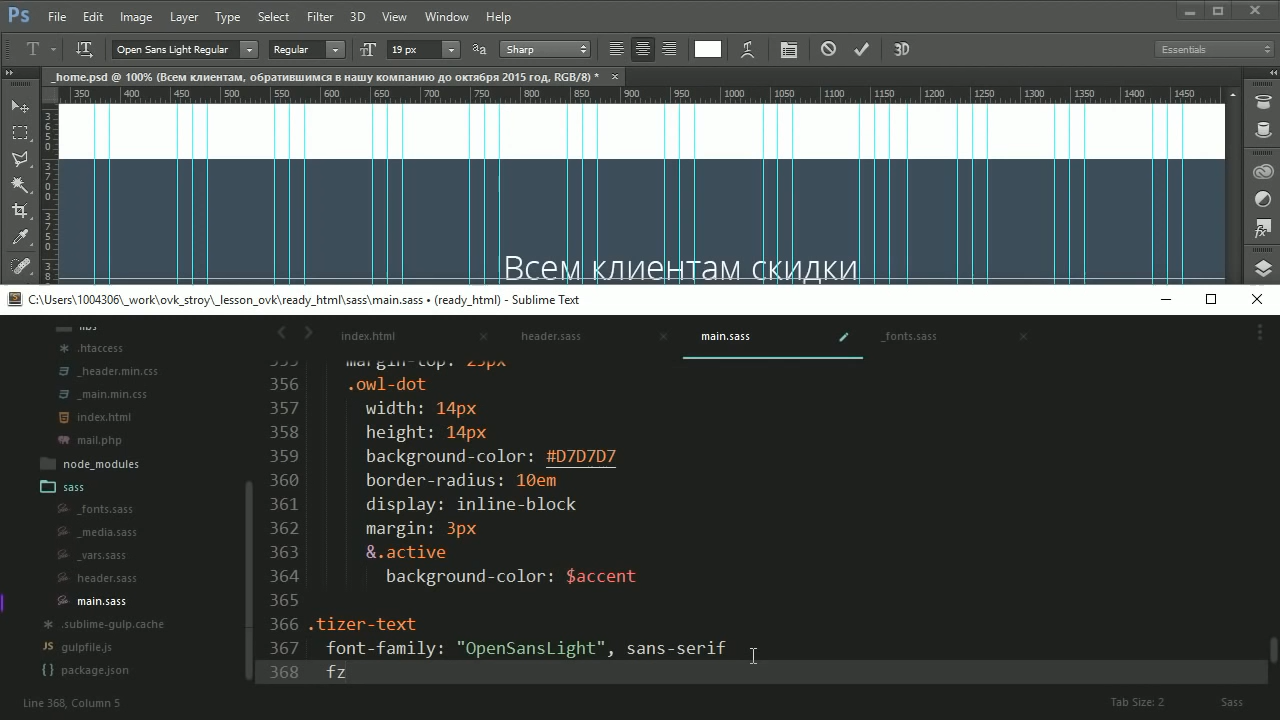 Ps File Edit Image Layer Type Select Filter 3D View Window Help
T T Open Sans Light Regular Regular 19 px aa Sharp 3D Essentials
_home.psd @ 100% (Всем клиентам, обратившимся в нашу компанию до октября 2015 год, RGB/8) * ×
350 400 450 500 550 600 650 700 750 800 850 900 950 1000 1050 1100 1150 1200 1250 1300 1350 1400 1450
Всем клиентам скидки
C:\Users\1004306\_work\ovk_stroy\_lesson_ovk\ready_html\sass\main.sass • (ready_html) - Sublime Text
libs
.htaccess
_header.min.css
_main.min.css
index.html
mail.php
node_modules
sass
_fonts.sass
_media.sass
_vars.sass
header.sass
main.sass
.sublime-gulp.cache
gulpfile.js
package.json
index.html header.sass main.sass _fonts.sass
355 margin-top: 25px
356 .owl-dot
357 width: 14px
358 height: 14px
359 background-color: #D7D7D7
360 border-radius: 10em
361 display: inline-block
362 margin: 3px
363 &.active
364 background-color: $accent
365
366 .tizer-text
367 font-family: "OpenSansLight", sans-serif
368 fz
Line 368, Column 5 Tab Size: 2 Sass